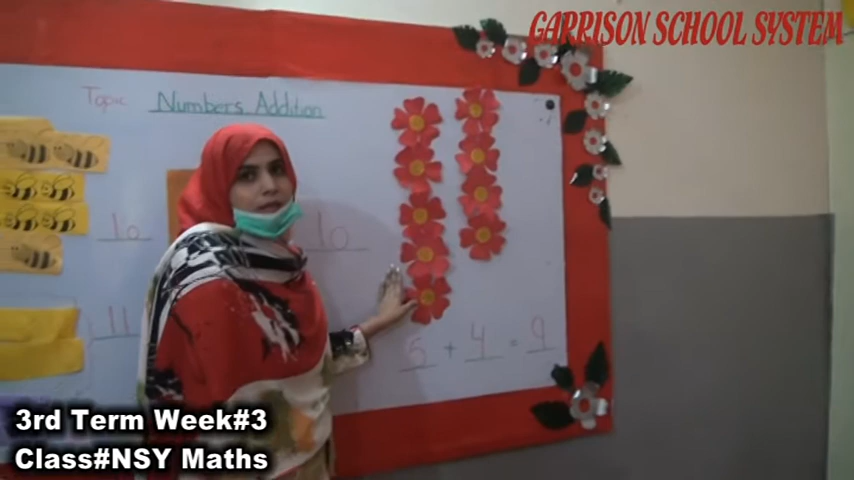 GARRISON SCHOOL SYSTEM
Topic Numbers Addition
10
10
11
5 + 4 = 9
3rd Term Week#3
Class#NSY Maths